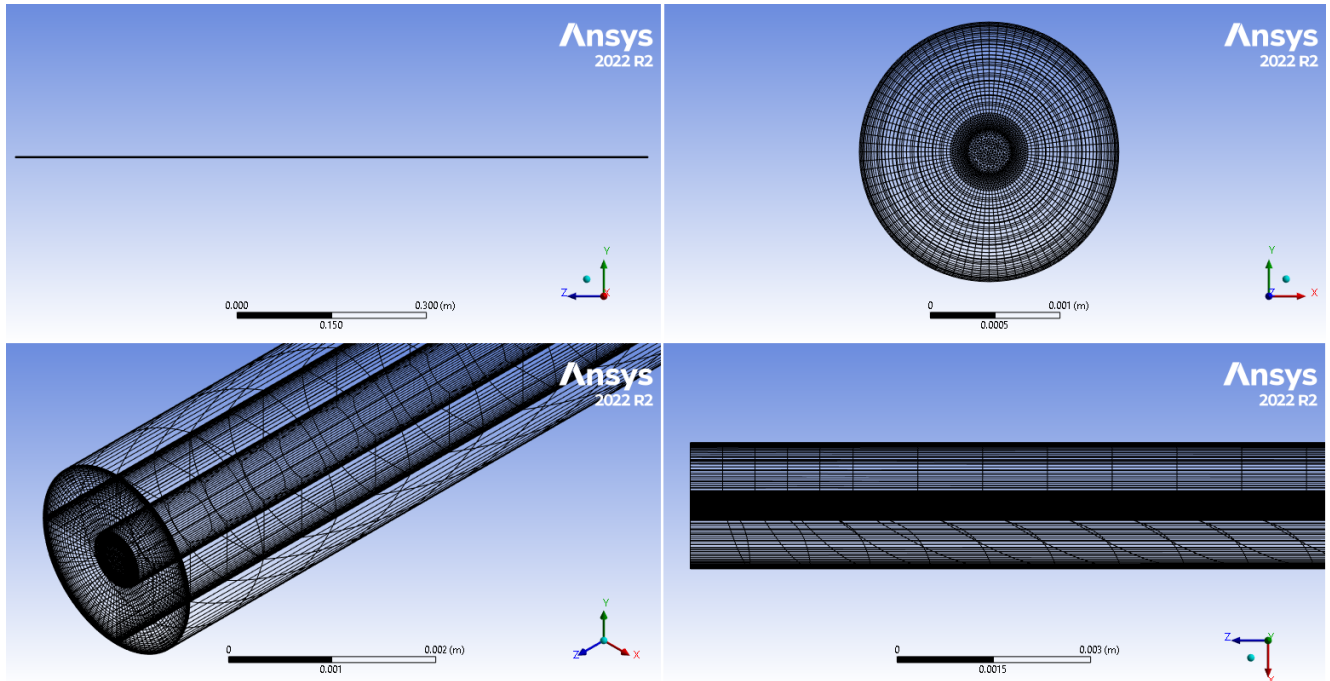 Ansys
2022 R2
Y
Z X
0.000 0.300 (m)
0.150
Ansys
2022 R2
Y
Z X
0 0.001 (m)
0.0005
Ansys
2022 R2
Y
Z X
0 0.002 (m)
0.001
Ansys
2022 R2
Z Y
X
0 0.003 (m)
0.0015